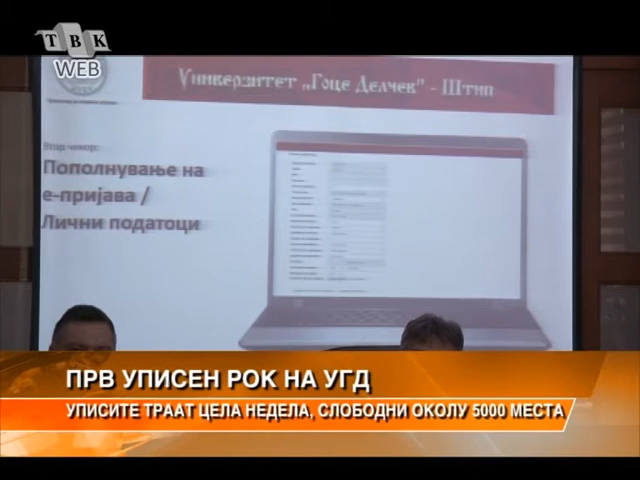 ТВК
WEB
Универзитет „Гоце Делчев" - Штип
Втор чекор:
Пополнување на
е-пријава /
Лични податоци
ПРВ УПИСЕН РОК НА УГД
УПИСИТЕ ТРААТ ЦЕЛА НЕДЕЛА, СЛОБОДНИ ОКОЛУ 5000 МЕСТА